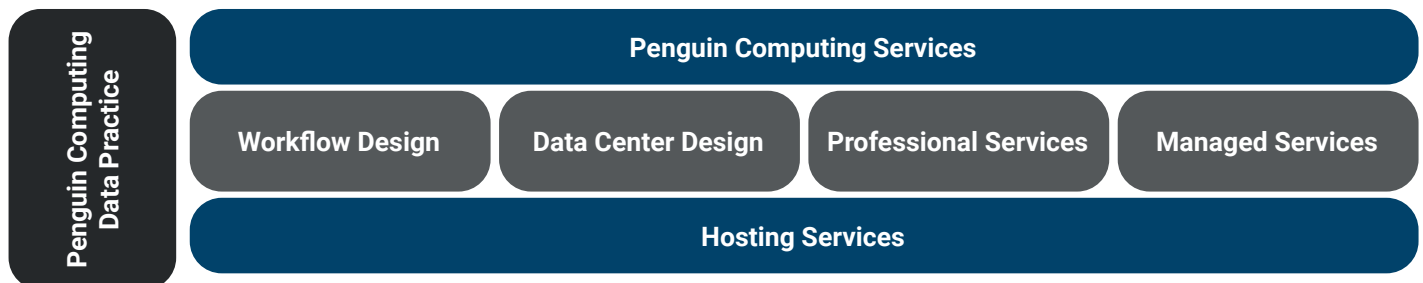 Penguin Computing
Data Practice
Penguin Computing Services
Workflow Design
Data Center Design
Professional Services
Managed Services
Hosting Services